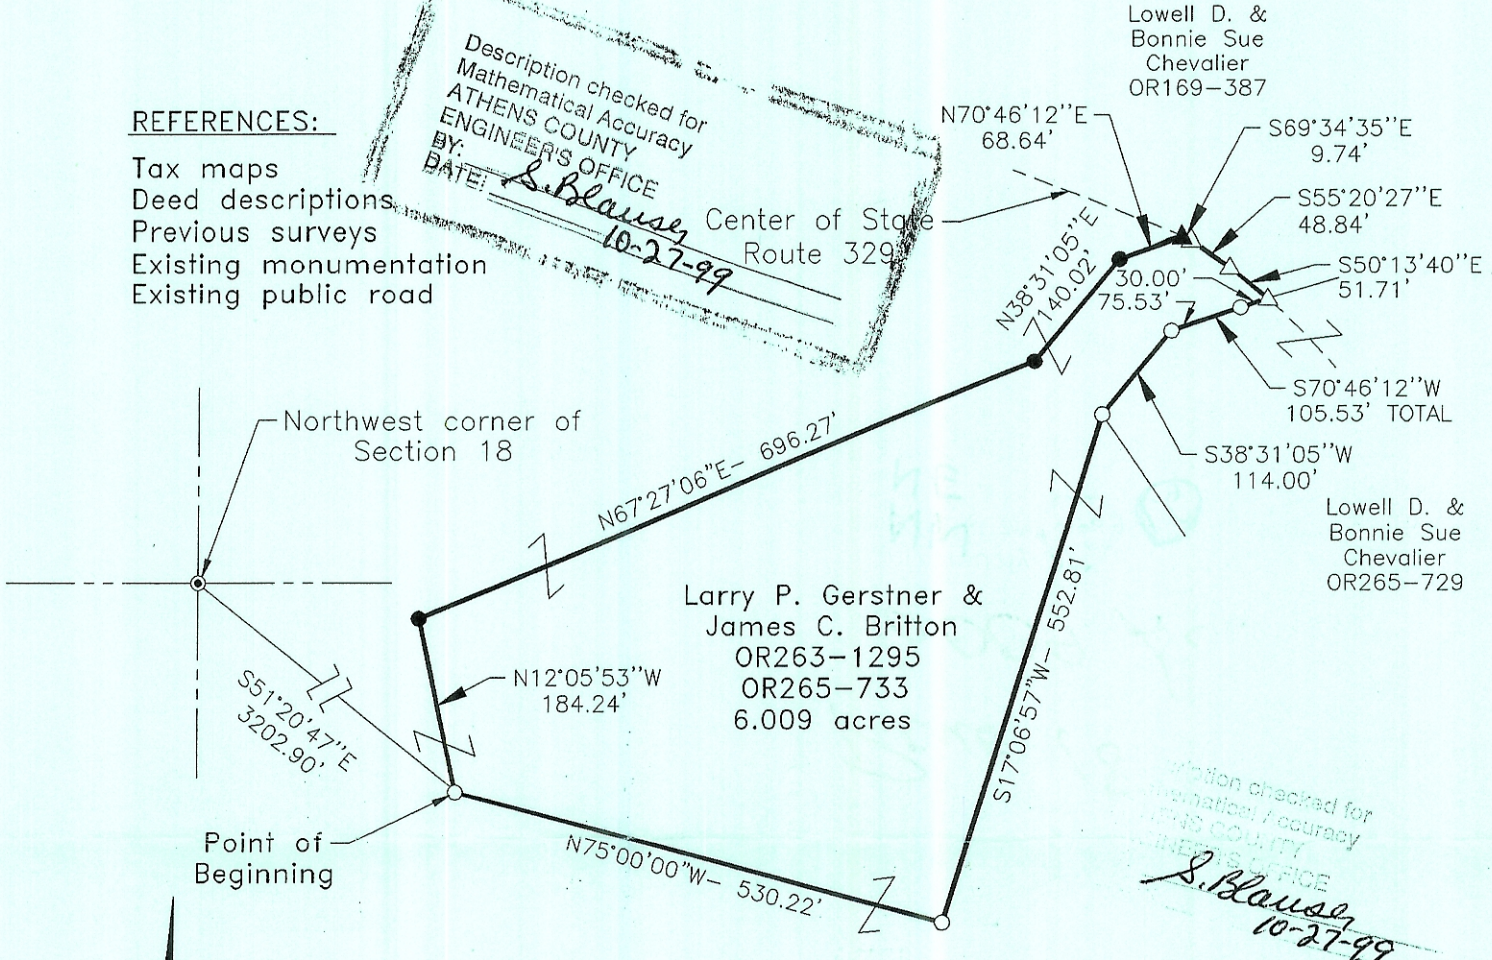 Lowell D. &
Bonnie Sue
Chevalier
OR169-387
Description checked for
Mathematical Accuracy
ATHENS COUNTY
ENGINEER'S OFFICE
BY:
DATE:
S. Blauser
10-27-99
REFERENCES:
Tax maps
Deed descriptions
Previous surveys
Existing monumentation
Existing public road
N70°46'12"E
68.64'
S69°34'35"E
9.74'
S55°20'27"E
48.84'
Center of State
Route 329
N38°31'05"E
140.02'
30.00'
75.53'
S50°13'40"E
51.71'
S70°46'12"W
105.53' TOTAL
S38°31'05"W
114.00'
Northwest corner of
Section 18
N67°27'06"E- 696.27'
Lowell D. &
Bonnie Sue
Chevalier
OR265-729
Larry P. Gerstner &
James C. Britton
OR263-1295
OR265-733
6.009 acres
S17°06'57"W- 552.81'
N12°05'53"W
184.24'
S51°20'47"E
3202.90'
Point of
Beginning
N75°00'00"W- 530.22'
checked for
OFFICE
S. Blauser
10-27-99